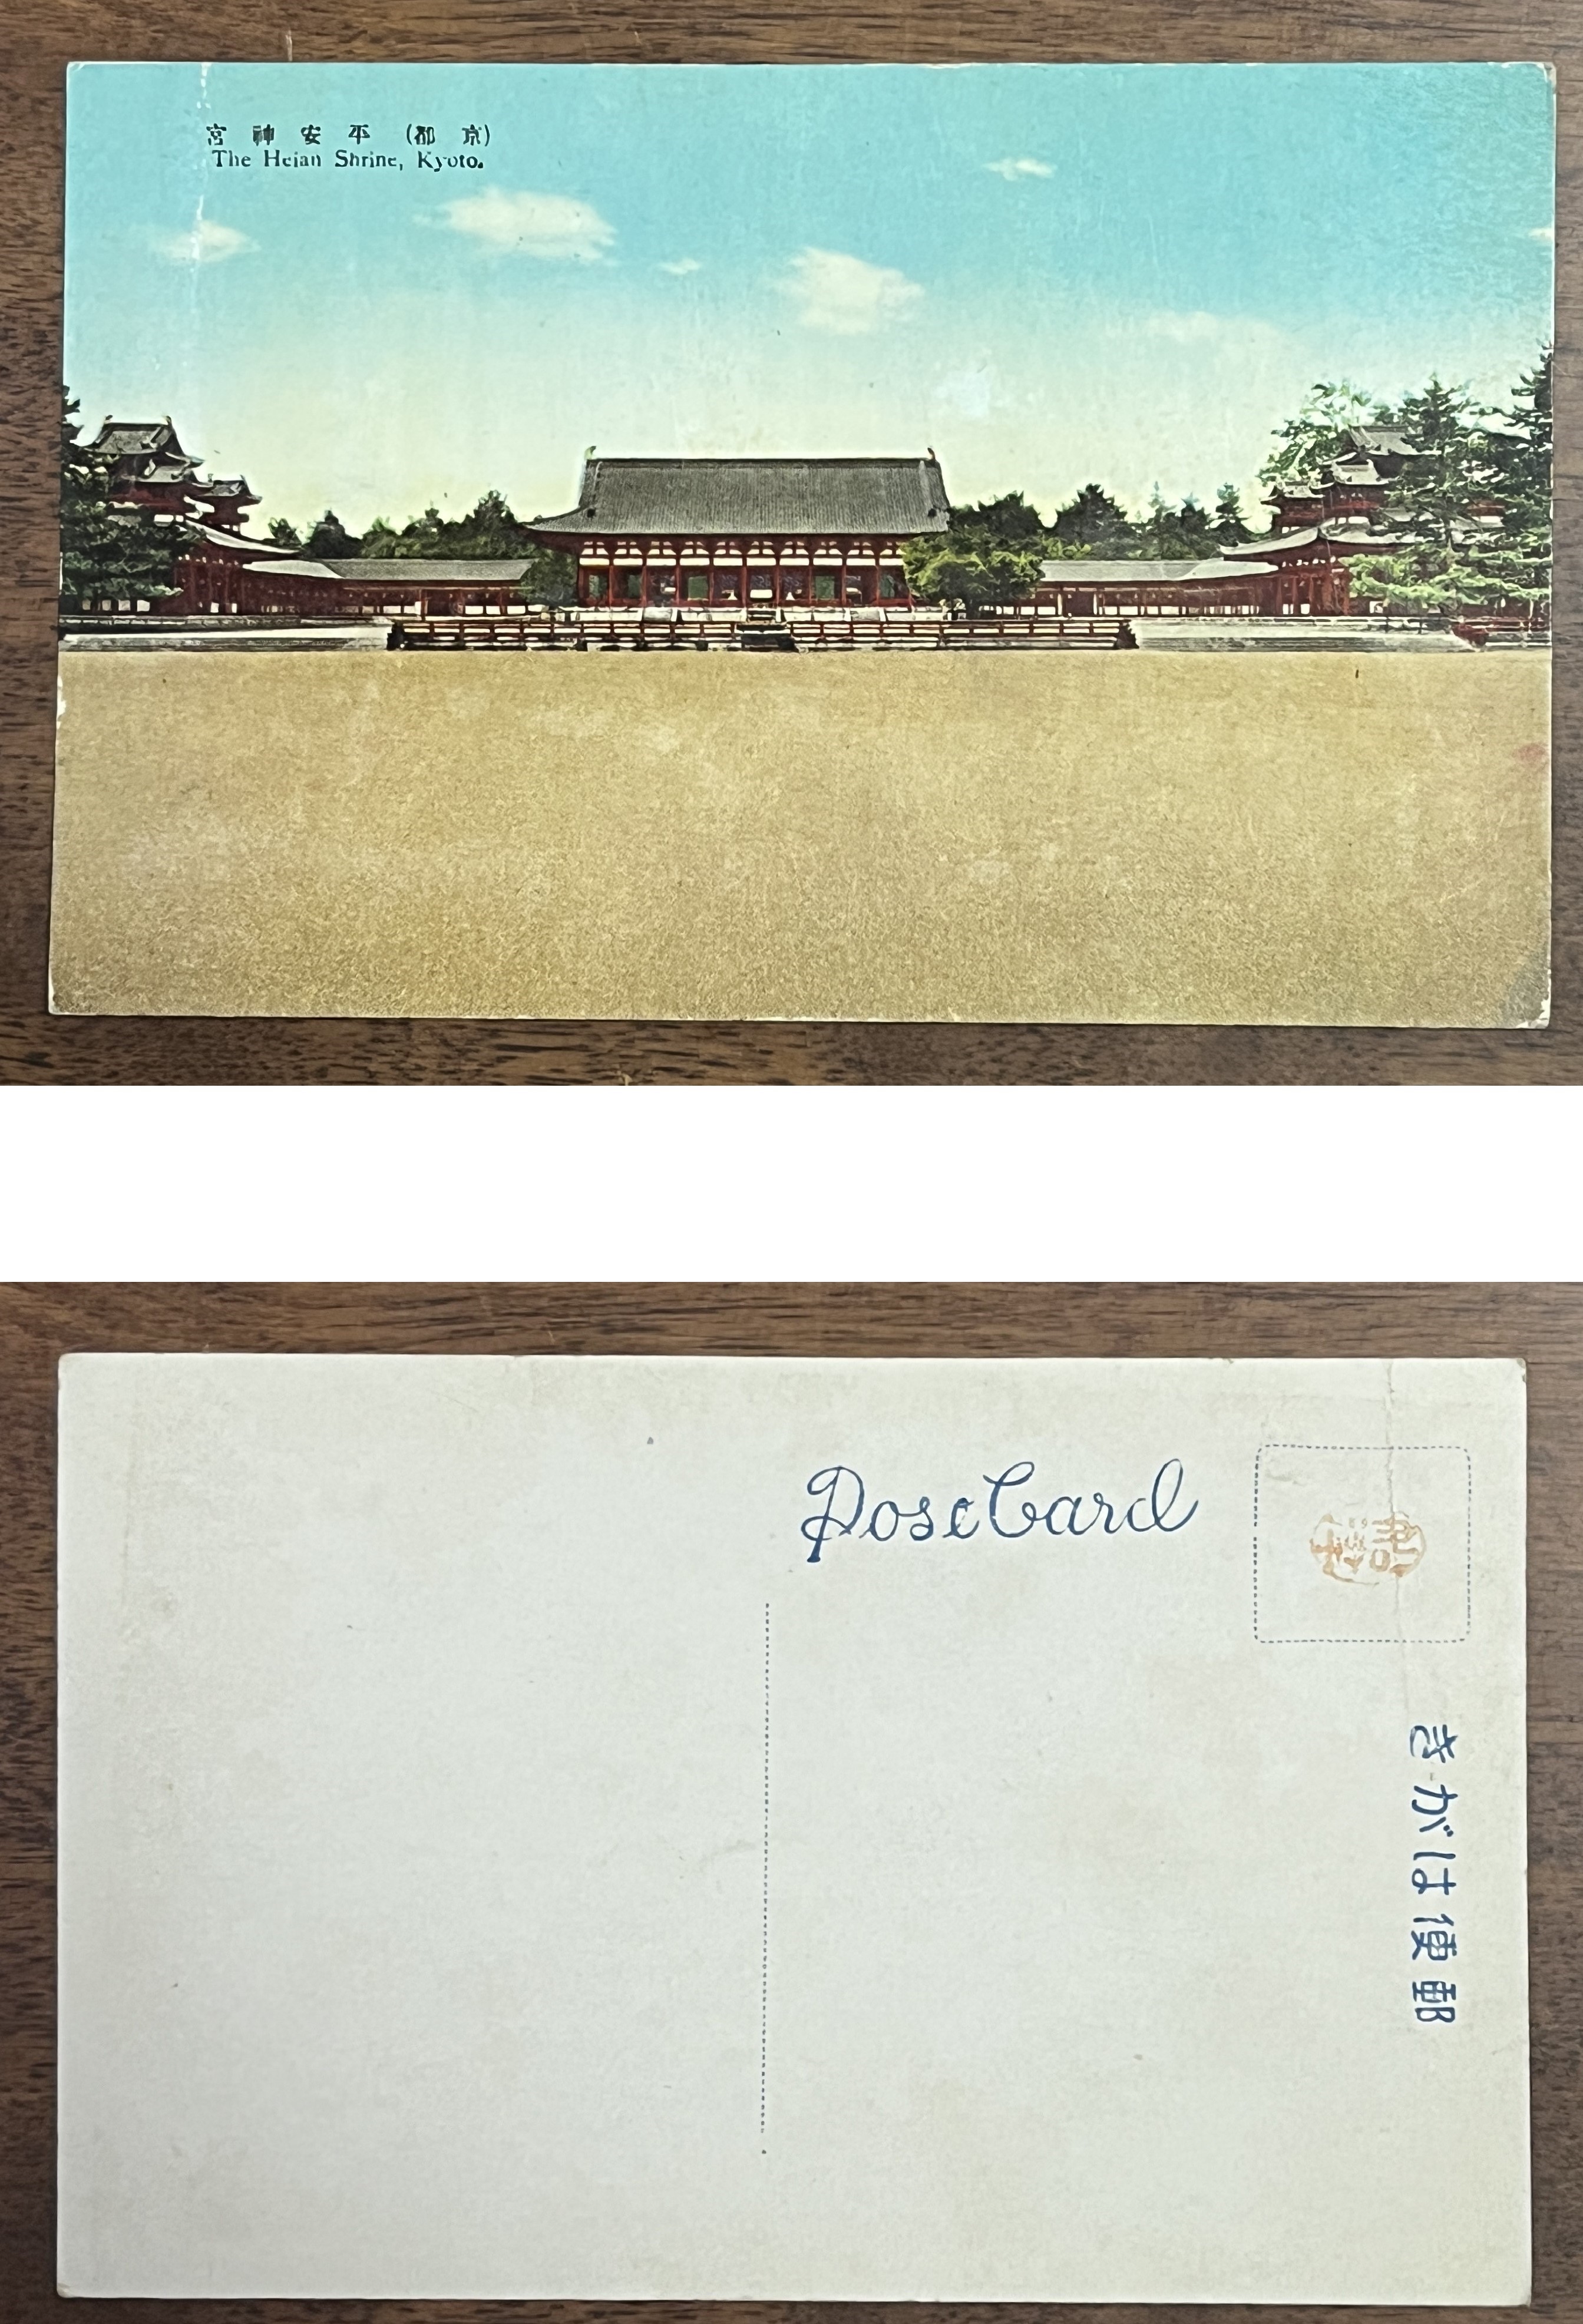 (京都) 平安神宮
The Heian Shrine, Kyoto.
Post Card
郵便はがき